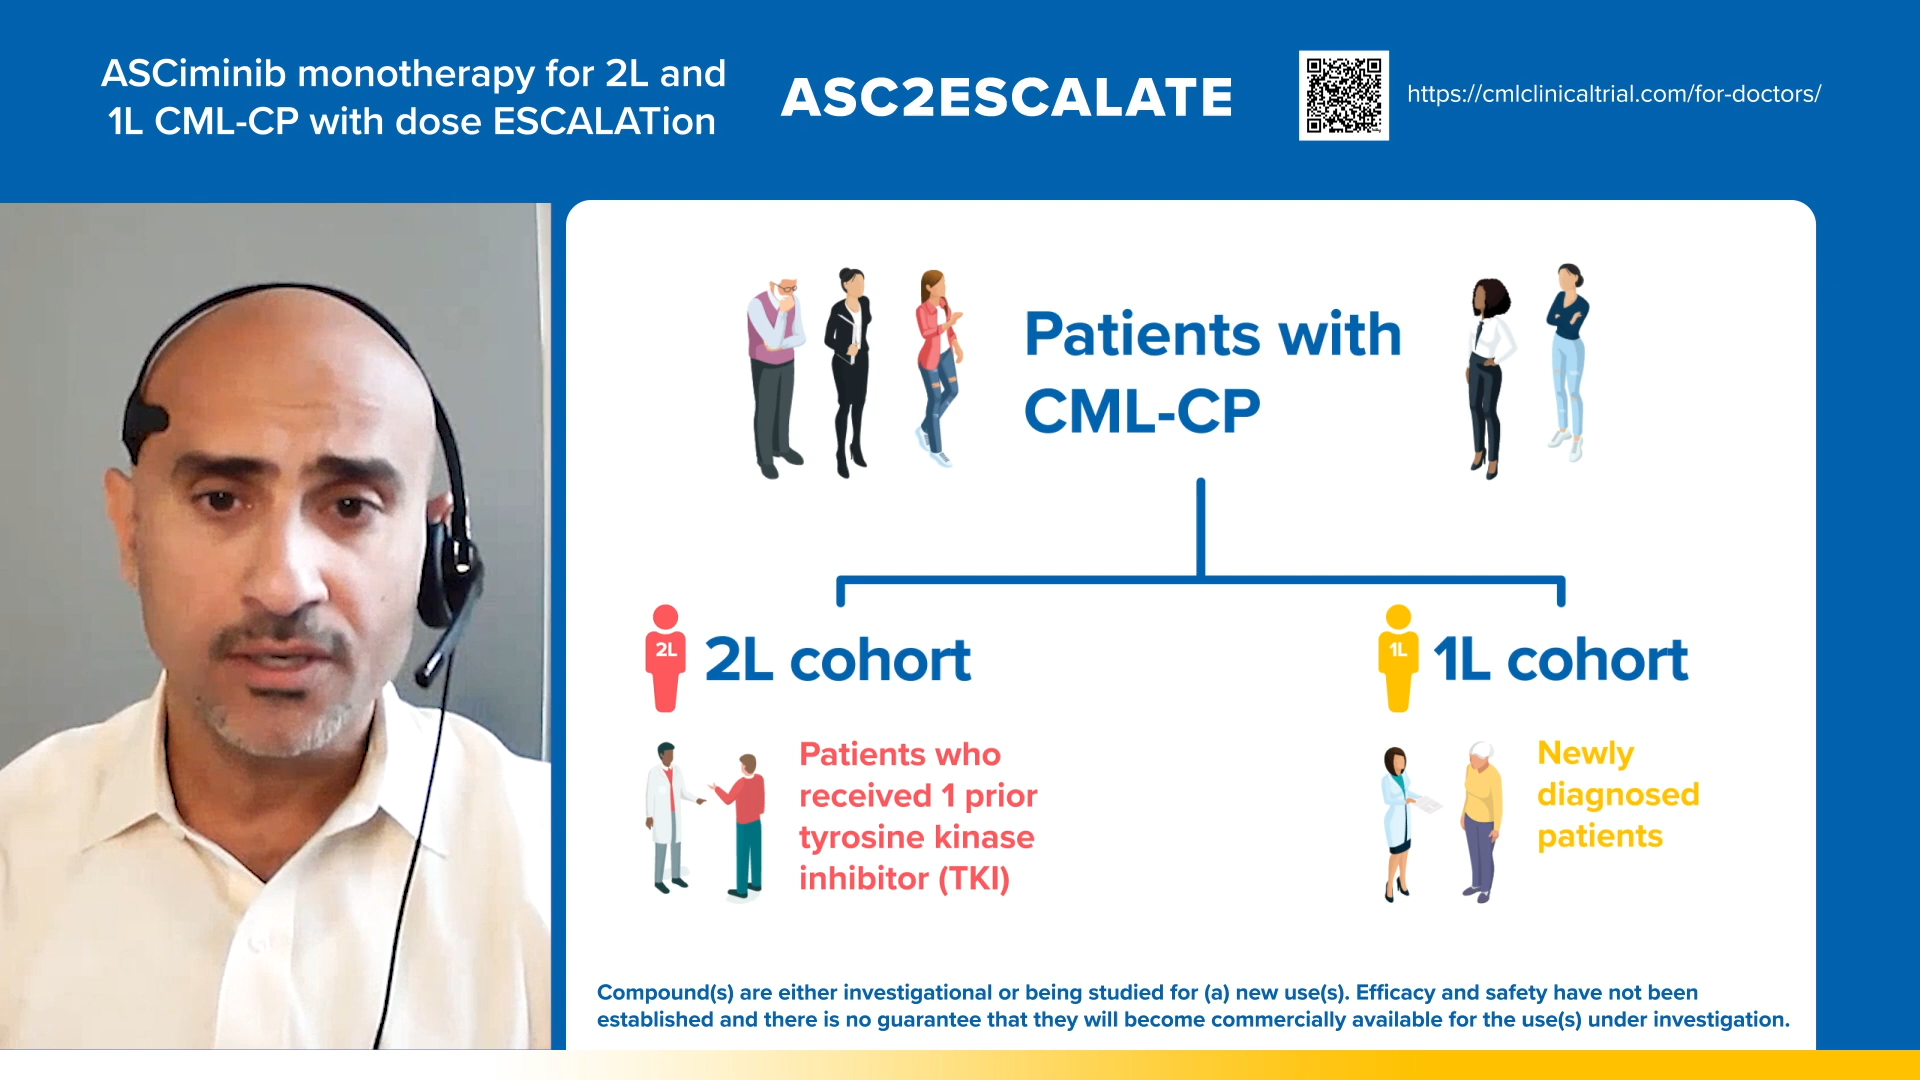 ASCiminib monotherapy for 2L and
1L CML-CP with dose ESCALATion
ASC2ESCALATE
https://cmlclinicaltrial.com/for-doctors/
Patients with
CML-CP
2L
2L cohort
Patients who
received 1 prior
tyrosine kinase
inhibitor (TKI)
1L
1L cohort
Newly
diagnosed
patients
Compound(s) are either investigational or being studied for (a) new use(s). Efficacy and safety have not been
established and there is no guarantee that they will become commercially available for the use(s) under investigation.